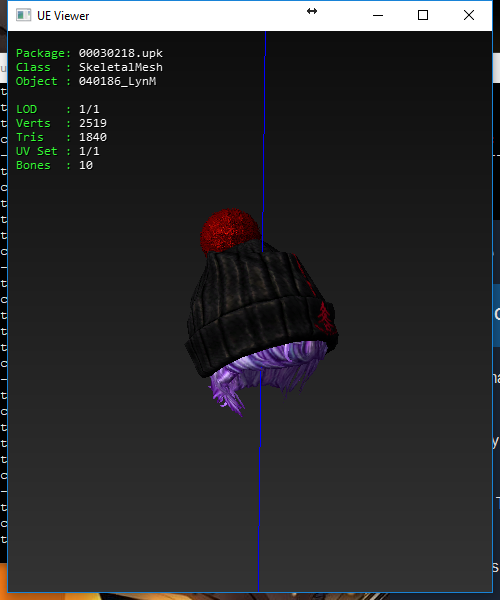 UE Viewer
Package: 00030218.upk
Class  : SkeletalMesh
Object : 040186_LynM
LOD    : 1/1
Verts  : 2519
Tris   : 1840
UV Set : 1/1
Bones  : 10